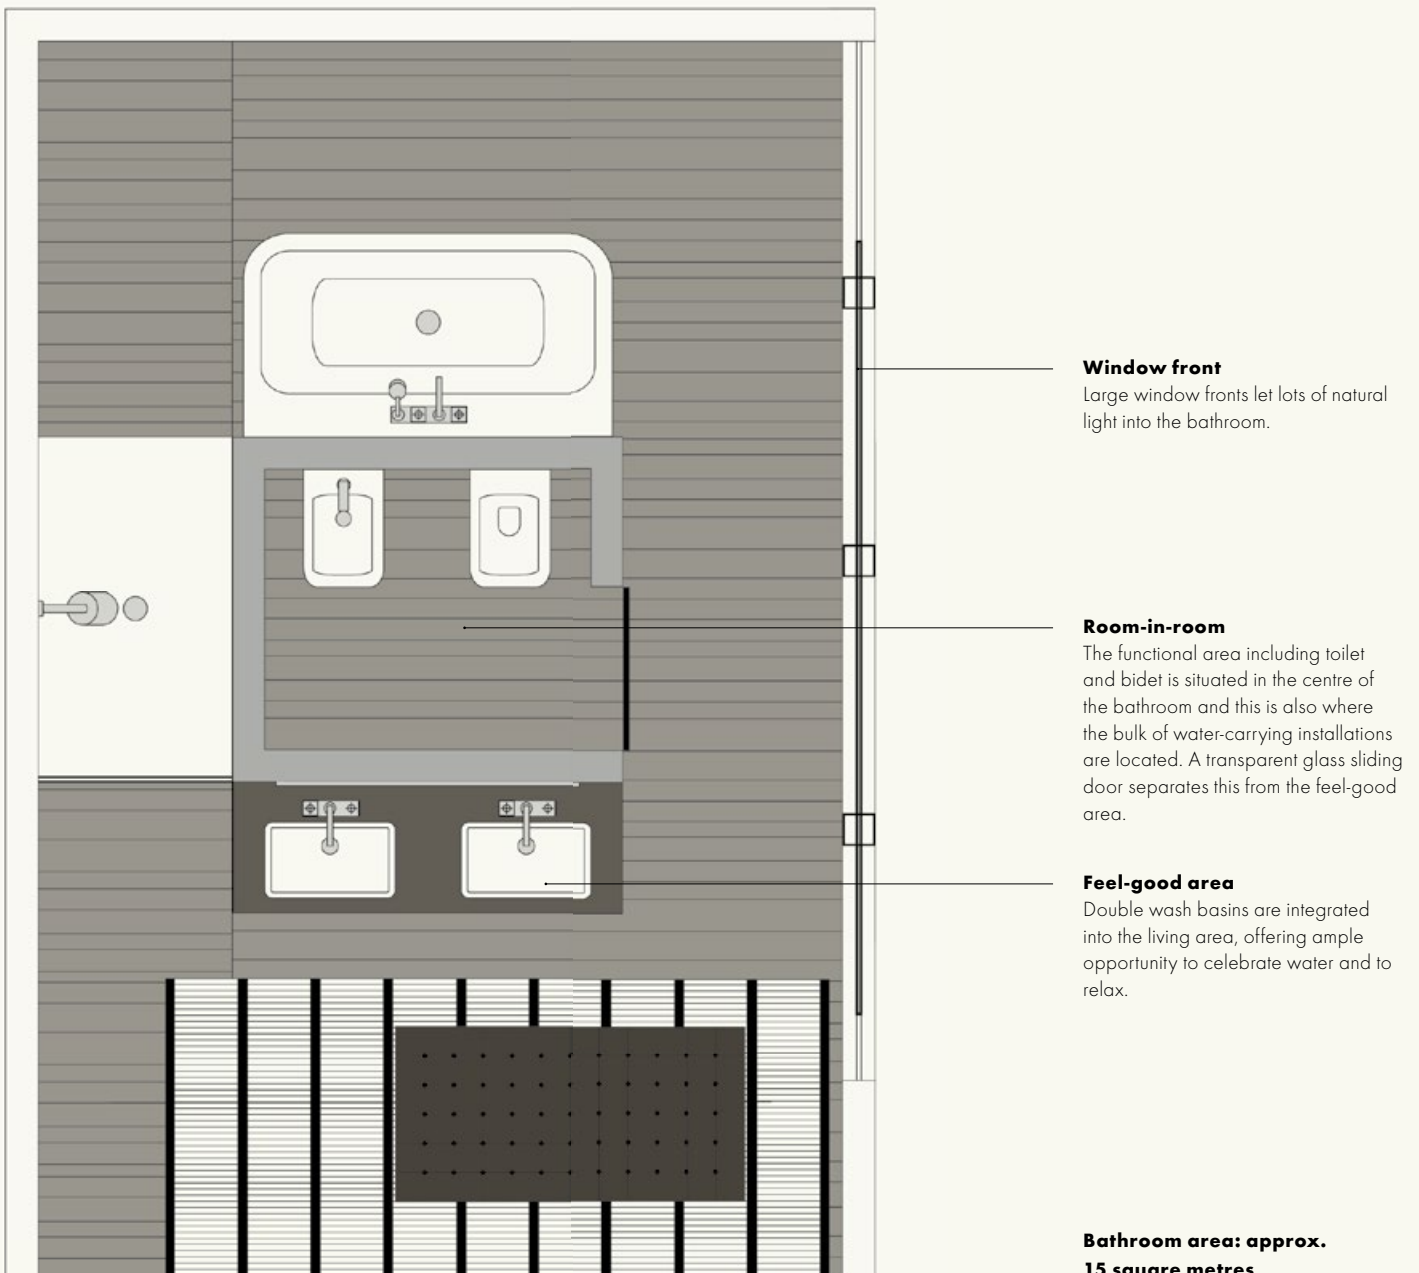 Window front
Large window fronts let lots of natural
light into the bathroom.
Room-in-room
The functional area including toilet
and bidet is situated in the centre of
the bathroom and this is also where
the bulk of water-carrying installations
are located. A transparent glass sliding
door separates this from the feel-good
area.
Feel-good area
Double wash basins are integrated
into the living area, offering ample
opportunity to celebrate water and to
relax.
Bathroom area: approx.
15 square metres